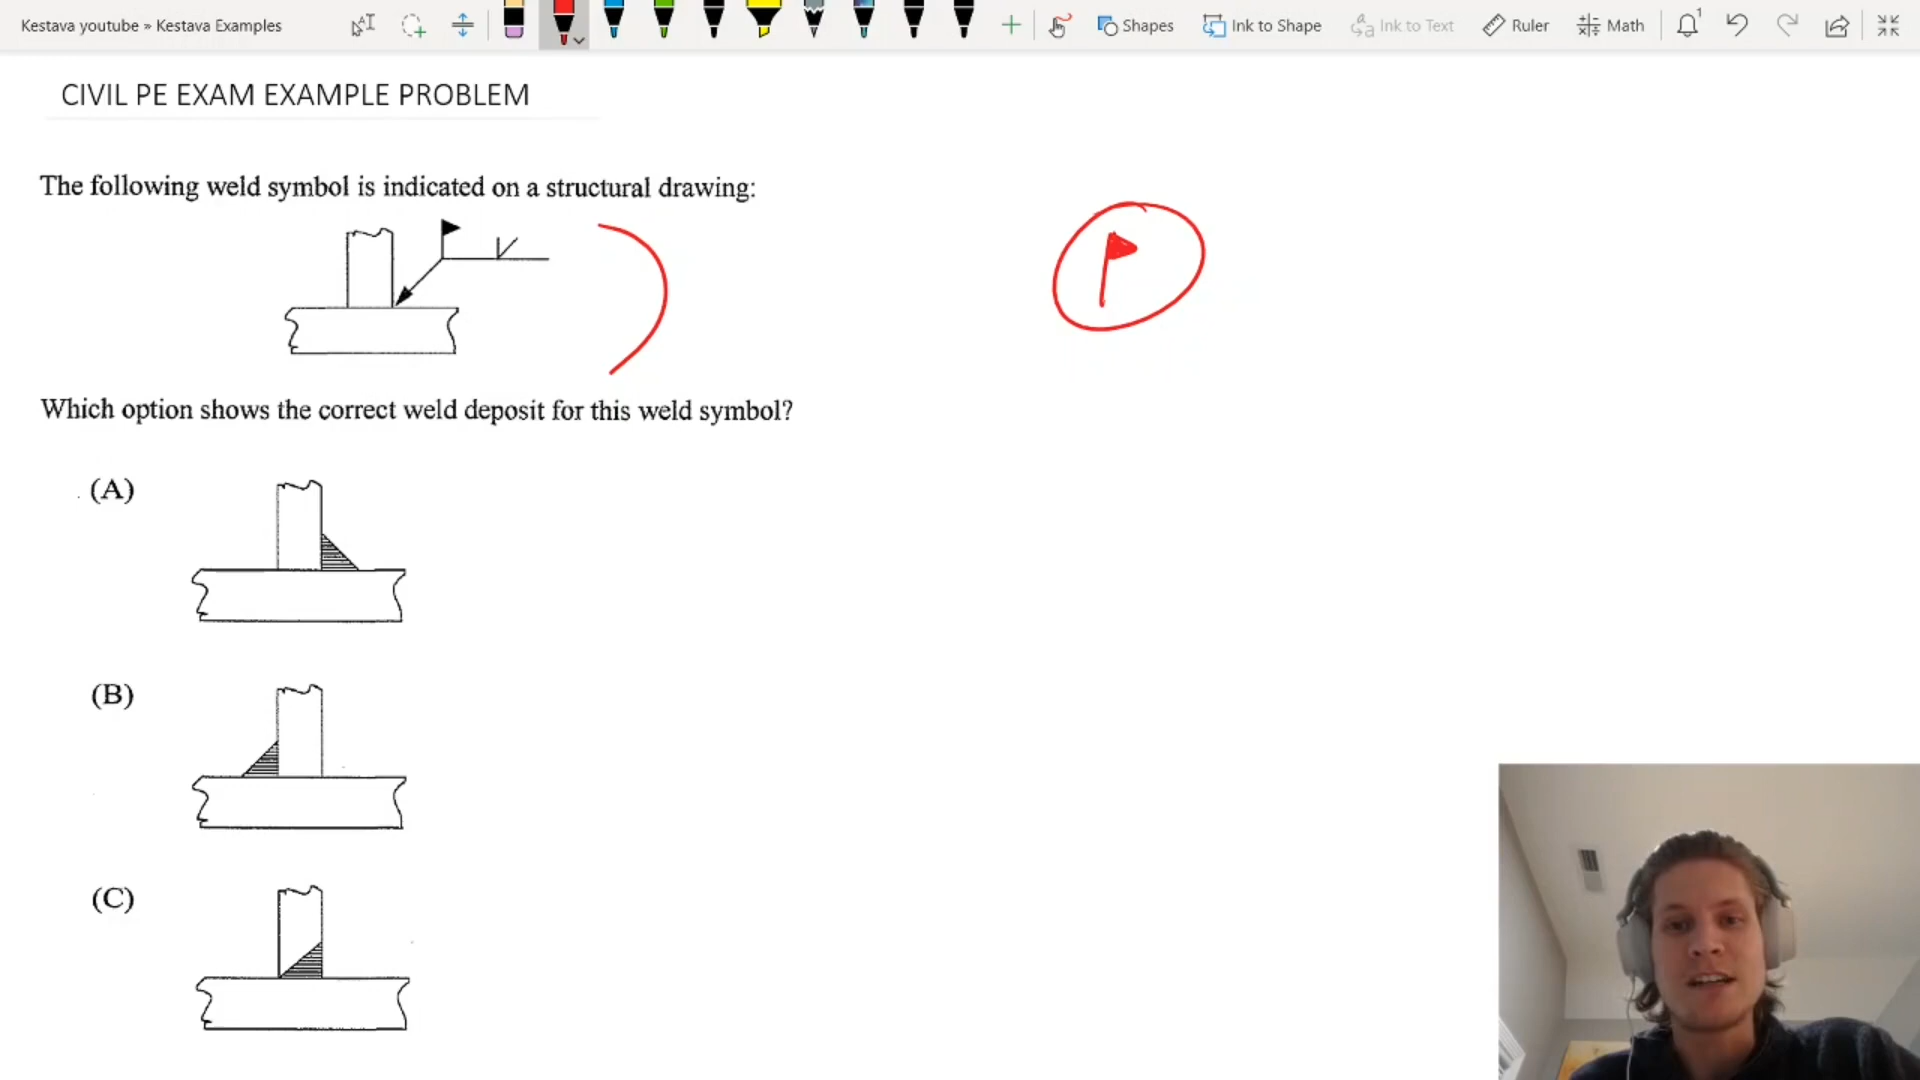 Kestava youtube » Kestava Examples
Shapes
Ink to Shape
Ink to Text
Ruler
Math
1
CIVIL PE EXAM EXAMPLE PROBLEM
The following weld symbol is indicated on a structural drawing:
Which option shows the correct weld deposit for this weld symbol?
(A)
(B)
(C)